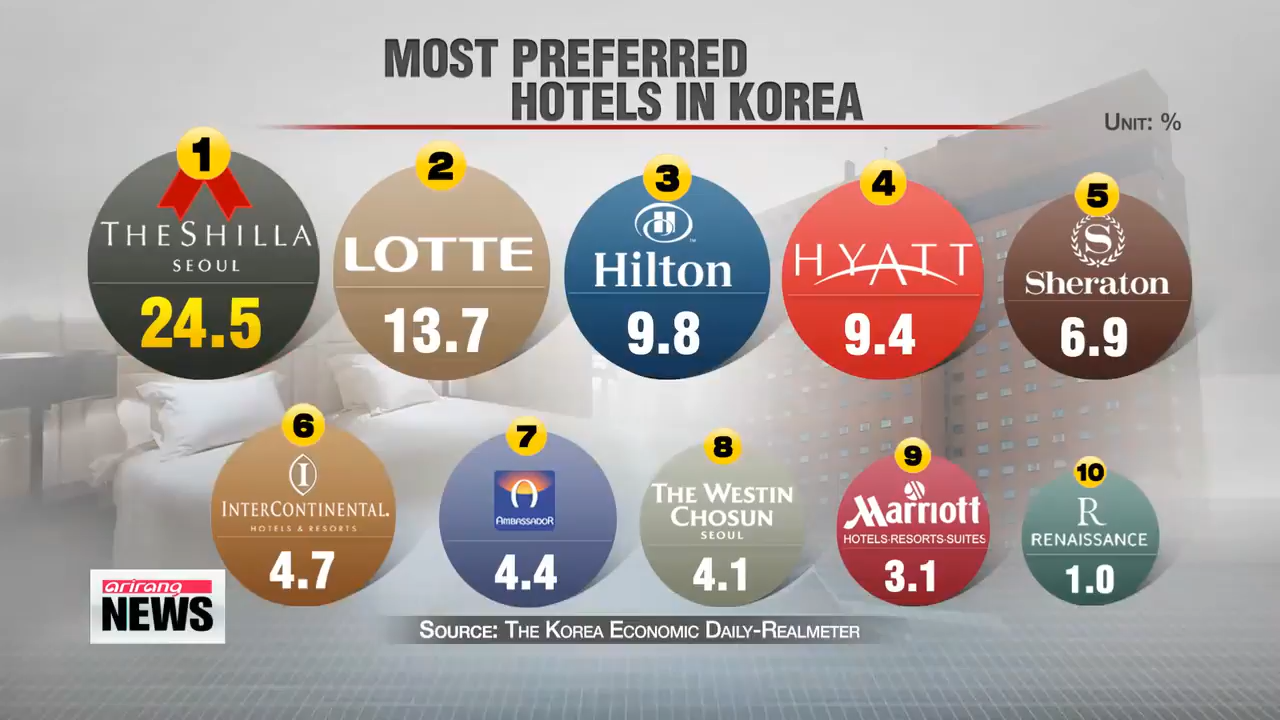 MOST PREFERRED
HOTELS IN KOREA
UNIT: %
1
THE SHILLA
SEOUL
24.5
2
LOTTE
13.7
3
Hilton
9.8
4
HYATT
9.4
5
S
Sheraton
6.9
6
I
INTERCONTINENTAL.
HOTELS & RESORTS
4.7
7
AMBASSADOR
4.4
8
THE WESTIN
CHOSUN
SEOUL
4.1
9
Marriott
HOTELS·RESORTS·SUITES
3.1
10
R
RENAISSANCE
1.0
arirang
NEWS
SOURCE: THE KOREA ECONOMIC DAILY-REALMETER